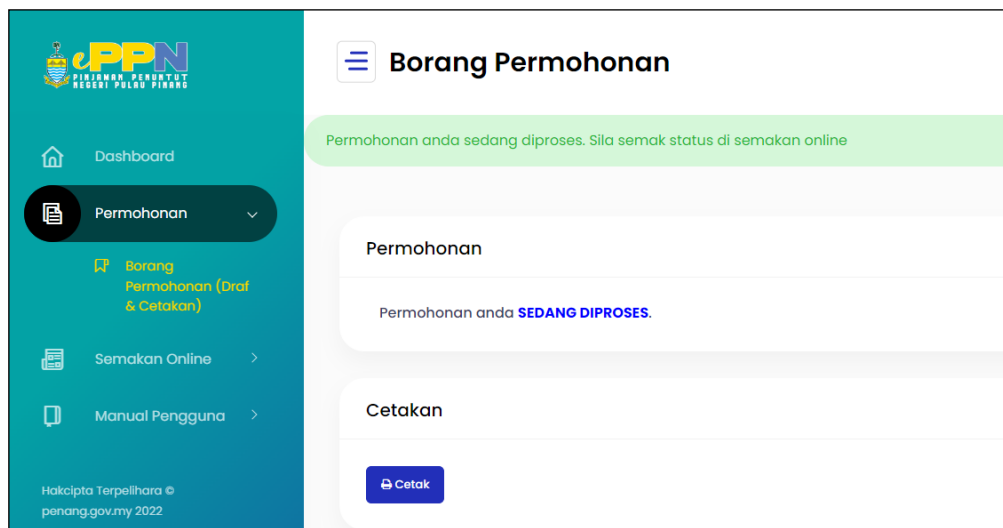 ePPN
PINJAMAN PENUNTUT
NEGERI PULAU PINANG
Dashboard
Permohonan
Borang
Permohonan (Draf
& Cetakan)
Semakan Online
Manual Pengguna
Hakcipta Terpelihara ©
penang.gov.my 2022
Borang Permohonan
Permohonan anda sedang diproses. Sila semak status di semakan online
Permohonan
Permohonan anda SEDANG DIPROSES.
Cetakan
Cetak